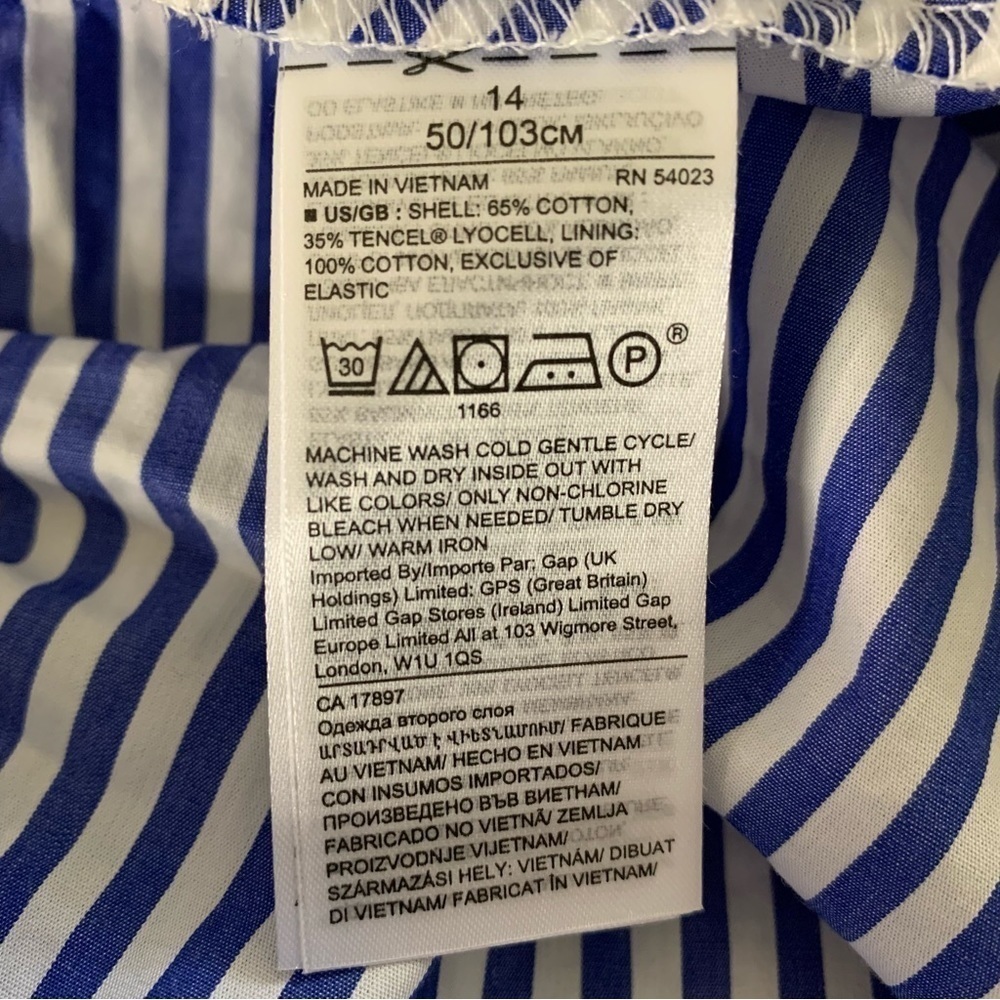 14
50/103CM
MADE IN VIETNAM RN 54023
US/GB : SHELL: 65% COTTON,
35% TENCEL® LYOCELL, LINING:
100% COTTON, EXCLUSIVE OF
ELASTIC
30 P ®
1166
MACHINE WASH COLD GENTLE CYCLE/
WASH AND DRY INSIDE OUT WITH
LIKE COLORS/ ONLY NON-CHLORINE
BLEACH WHEN NEEDED/ TUMBLE DRY
LOW/ WARM IRON
Imported By/Importe Par: Gap (UK
Holdings) Limited: GPS (Great Britain)
Limited Gap Stores (Ireland) Limited Gap
Europe Limited All at 103 Wigmore Street,
London, W1U 1QS
CA 17897
Одежда второго слоя
ԱՐՏԱԴՐՎԱԾ Է ՎԻԵՏՆԱՄՈՒՄ/ FABRIQUE
AU VIETNAM/ HECHO EN VIETNAM
CON INSUMOS IMPORTADOS/
ПРОИЗВЕДЕНО ВЪВ ВИЕТНАМ/
FABRICADO NO VIETNÃ/ ZEMLJA
PROIZVODNJE VIJETNAM/
SZÁRMAZÁSI HELY: VIETNÁM/ DIBUAT
DI VIETNAM/ FABRICAT ÎN VIETNAM/